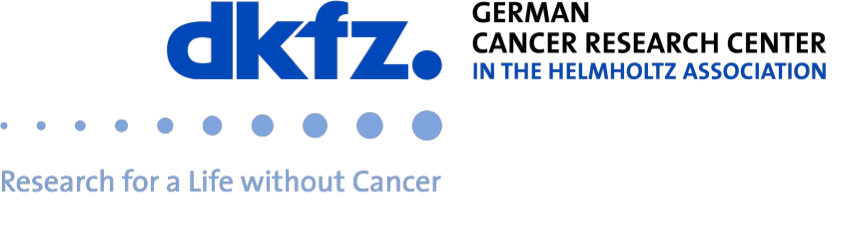 dkfz.
GERMAN
CANCER RESEARCH CENTER
IN THE HELMHOLTZ ASSOCIATION
Research for a Life without Cancer